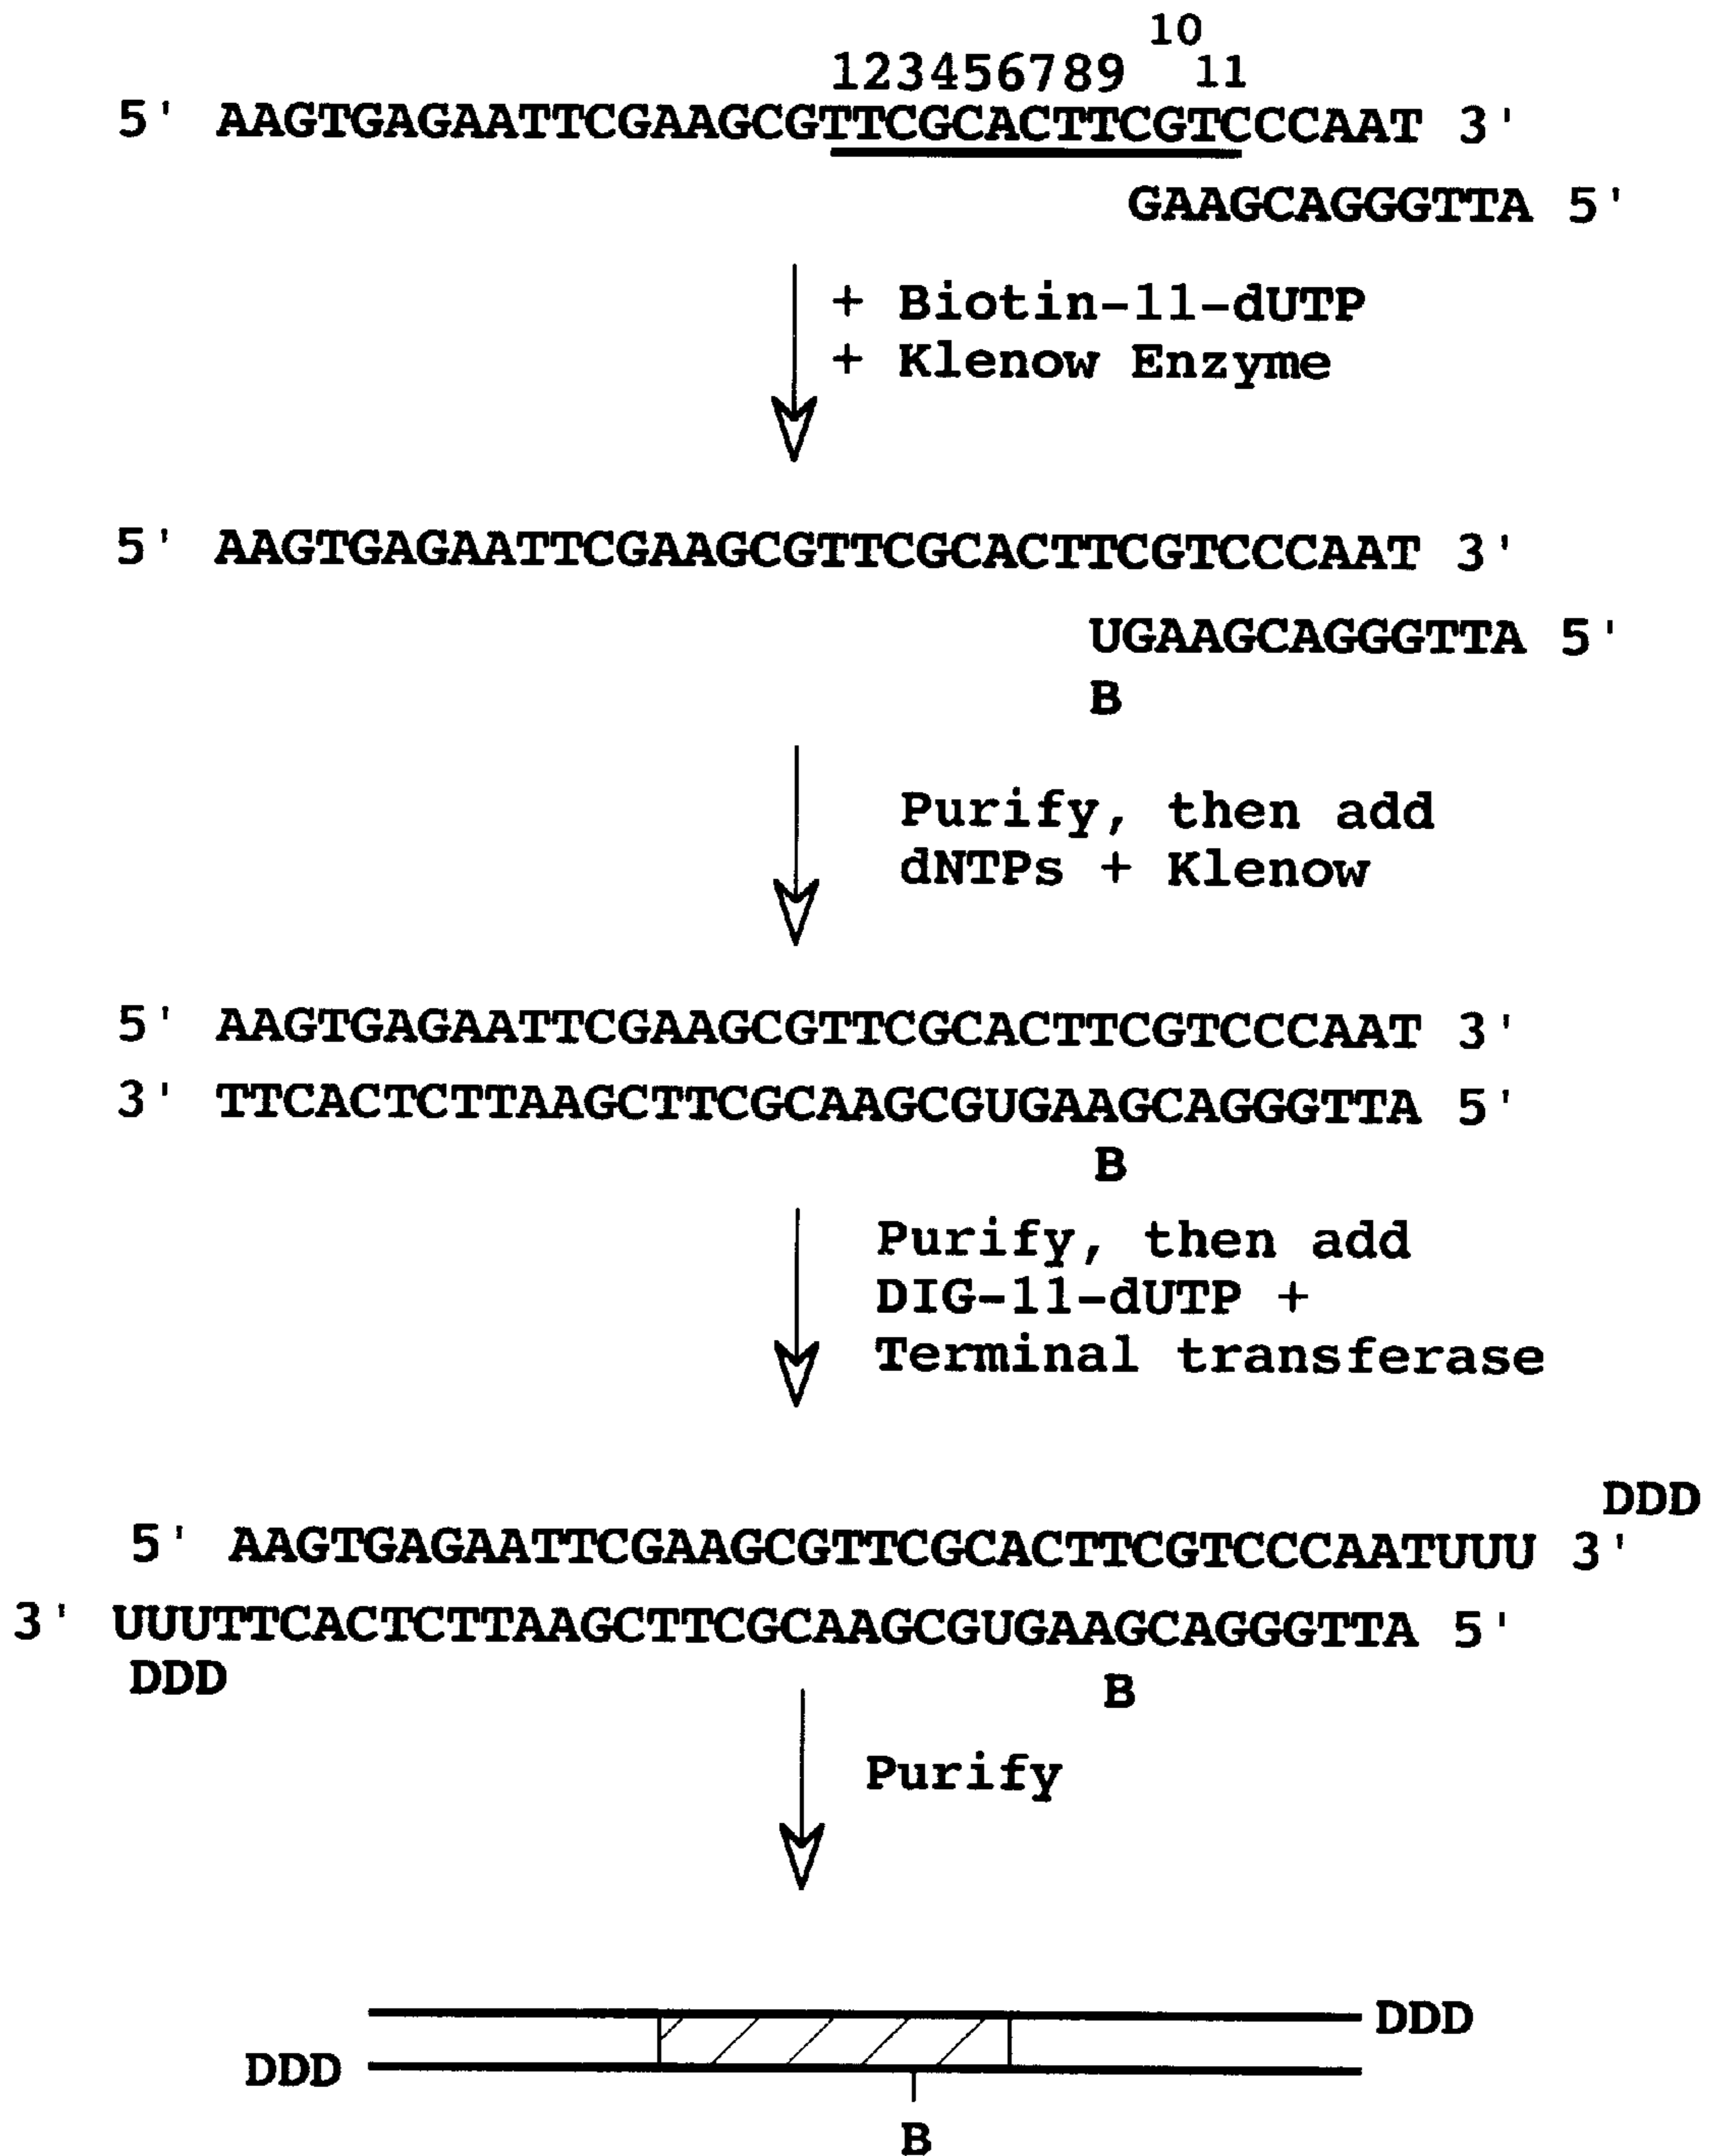 10
123456789 11
5' AAGTGAGAATTCGAAGCGTTCGCACTTCGTCCCAAT 3'
GAAGCAGGGTTA 5'
+ Biotin-11-dUTP
+ Klenow Enzyme
5' AAGTGAGAATTCGAAGCGTTCGCACTTCGTCCCAAT 3'
UGAAGCAGGGTTA 5'
B
Purify, then add
dNTPs + Klenow
5' AAGTGAGAATTCGAAGCGTTCGCACTTCGTCCCAAT 3'
3' TTCACTCTTAAGCTTCGCAAGCGUGAAGCAGGGTTA 5'
B
Purify, then add
DIG-11-dUTP +
Terminal transferase
DDD
5' AAGTGAGAATTCGAAGCGTTCGCACTTCGTCCCAATUUU 3'
3' UUUTTCACTCTTAAGCTTCGCAAGCGUGAAGCAGGGTTA 5'
DDD B
Purify
DDD
DDD
B